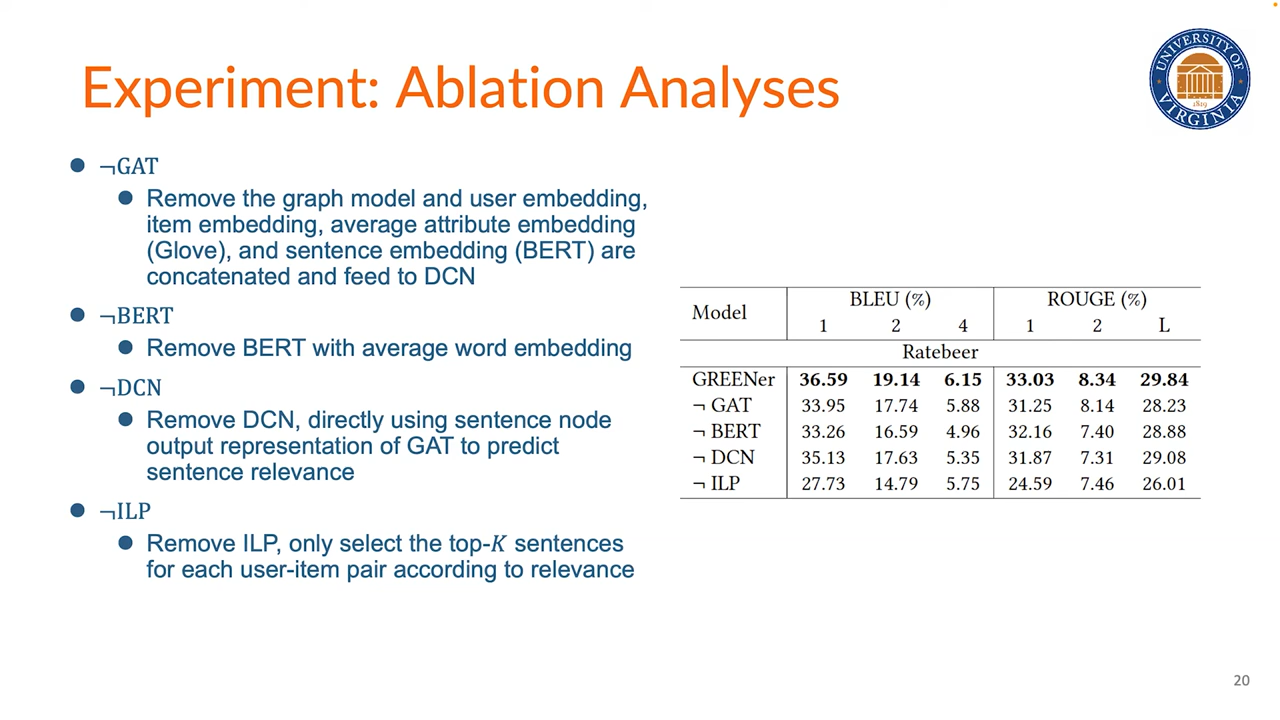 Experiment: Ablation Analyses
UNIVERSITY OF VIRGINIA
1819
● ¬GAT
● Remove the graph model and user embedding,
item embedding, average attribute embedding
(Glove), and sentence embedding (BERT) are
concatenated and feed to DCN
● ¬BERT
● Remove BERT with average word embedding
● ¬DCN
● Remove DCN, directly using sentence node
output representation of GAT to predict
sentence relevance
● ¬ILP
● Remove ILP, only select the top-K sentences
for each user-item pair according to relevance
Model BLEU (%) ROUGE (%)
1 2 4 1 2 L
Ratebeer
GREENer 36.59 19.14 6.15 33.03 8.34 29.84
¬ GAT 33.95 17.74 5.88 31.25 8.14 28.23
¬ BERT 33.26 16.59 4.96 32.16 7.40 28.88
¬ DCN 35.13 17.63 5.35 31.87 7.31 29.08
¬ ILP 27.73 14.79 5.75 24.59 7.46 26.01
20